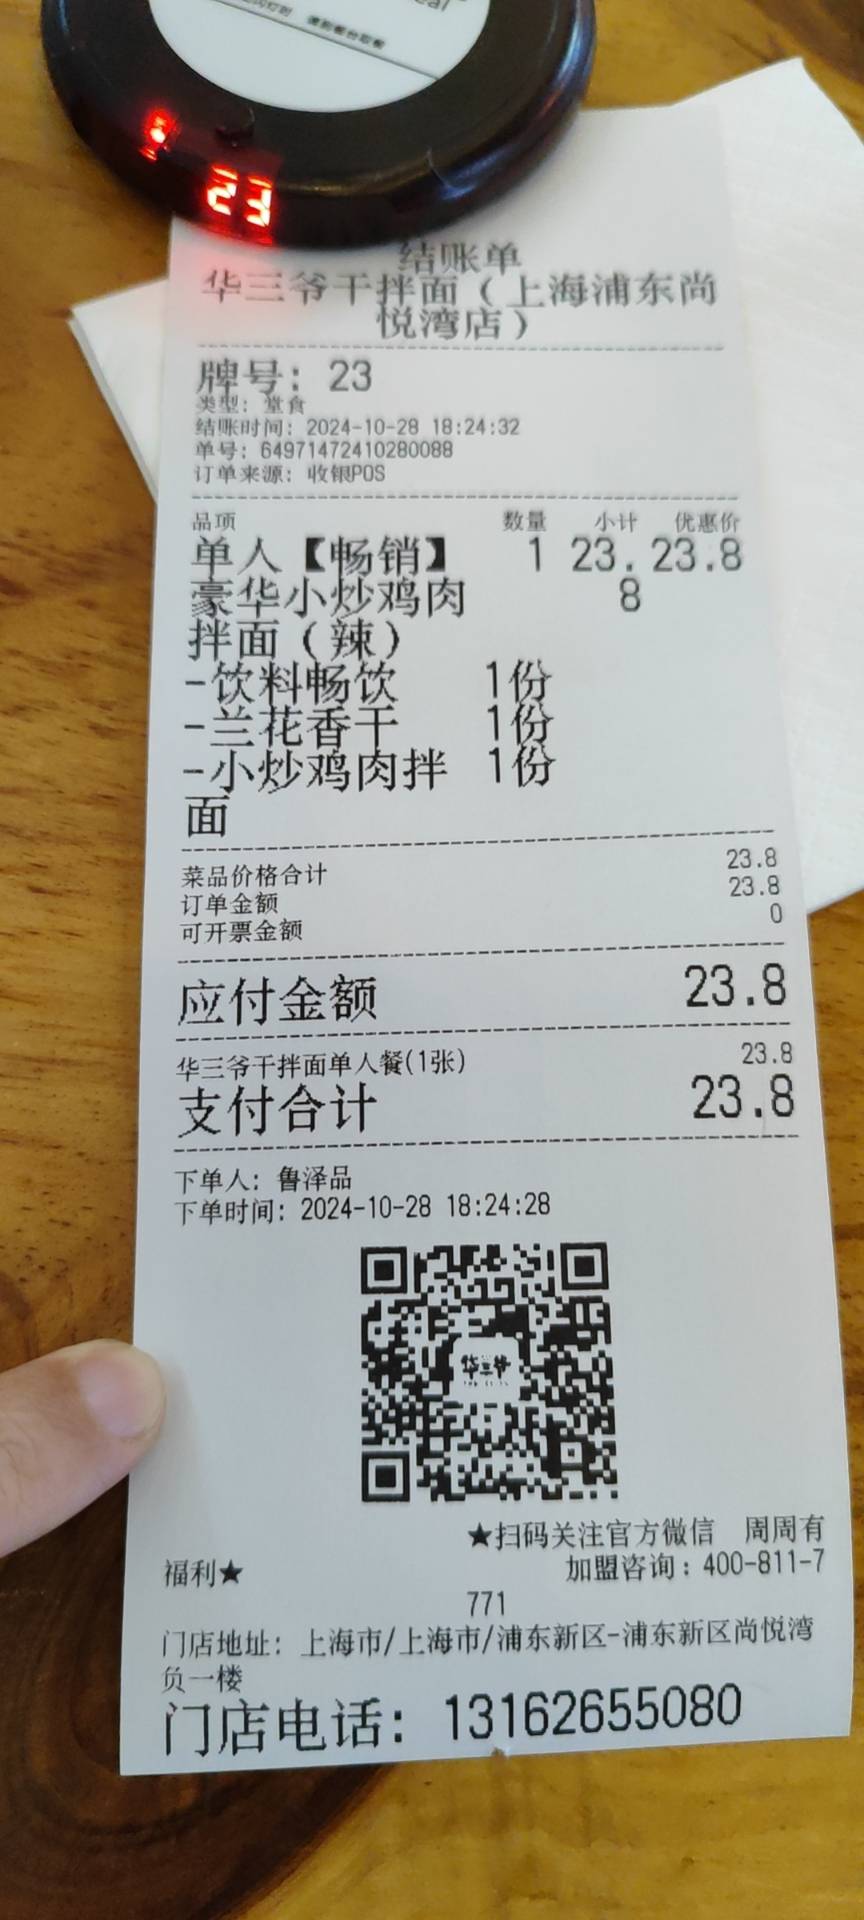 请到餐台取餐
23
结账单
华三爷干拌面（上海浦东尚
悦湾店）
牌号: 23
类型: 堂食
结账时间: 2024-10-28 18:24:32
单号: 64971472410280088
订单来源: 收银POS
品项 数量 小计 优惠价
单人【畅销】 1 23. 23.8
豪华小炒鸡肉 8
拌面（辣）
-饮料畅饮 1份
-兰花香干 1份
-小炒鸡肉拌 1份
面
菜品价格合计 23.8
订单金额 23.8
可开票金额 0
应付金额 23.8
华三爷干拌面单人餐(1张) 23.8
支付合计 23.8
下单人: 鲁泽品
下单时间: 2024-10-28 18:24:28
华三爷
★扫码关注官方微信 周周有
福利★ 加盟咨询: 400-811-7
771
门店地址: 上海市/上海市/浦东新区-浦东新区尚悦湾
负一楼
门店电话: 13162655080